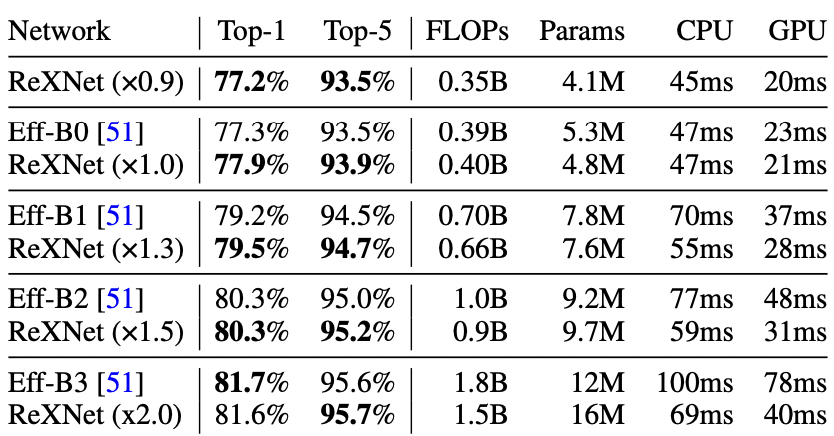 Network Top-1 Top-5 FLOPs Params CPU GPU
ReXNet (×0.9) 77.2% 93.5% 0.35B 4.1M 45ms 20ms
Eff-B0 [51] 77.3% 93.5% 0.39B 5.3M 47ms 23ms
ReXNet (×1.0) 77.9% 93.9% 0.40B 4.8M 47ms 21ms
Eff-B1 [51] 79.2% 94.5% 0.70B 7.8M 70ms 37ms
ReXNet (×1.3) 79.5% 94.7% 0.66B 7.6M 55ms 28ms
Eff-B2 [51] 80.3% 95.0% 1.0B 9.2M 77ms 48ms
ReXNet (×1.5) 80.3% 95.2% 0.9B 9.7M 59ms 31ms
Eff-B3 [51] 81.7% 95.6% 1.8B 12M 100ms 78ms
ReXNet (x2.0) 81.6% 95.7% 1.5B 16M 69ms 40ms